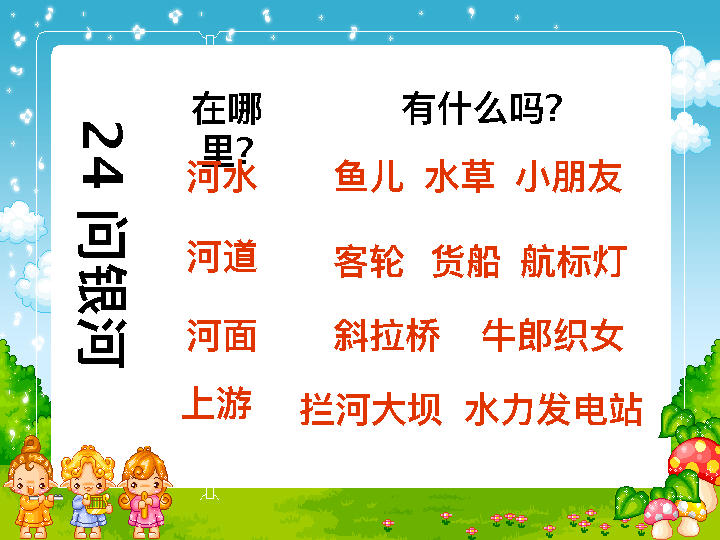 24 问银河
在哪
里?
有什么吗?
河水
鱼儿 水草 小朋友
河道
客轮 货船 航标灯
河面
斜拉桥 牛郎织女
上游
拦河大坝 水力发电站